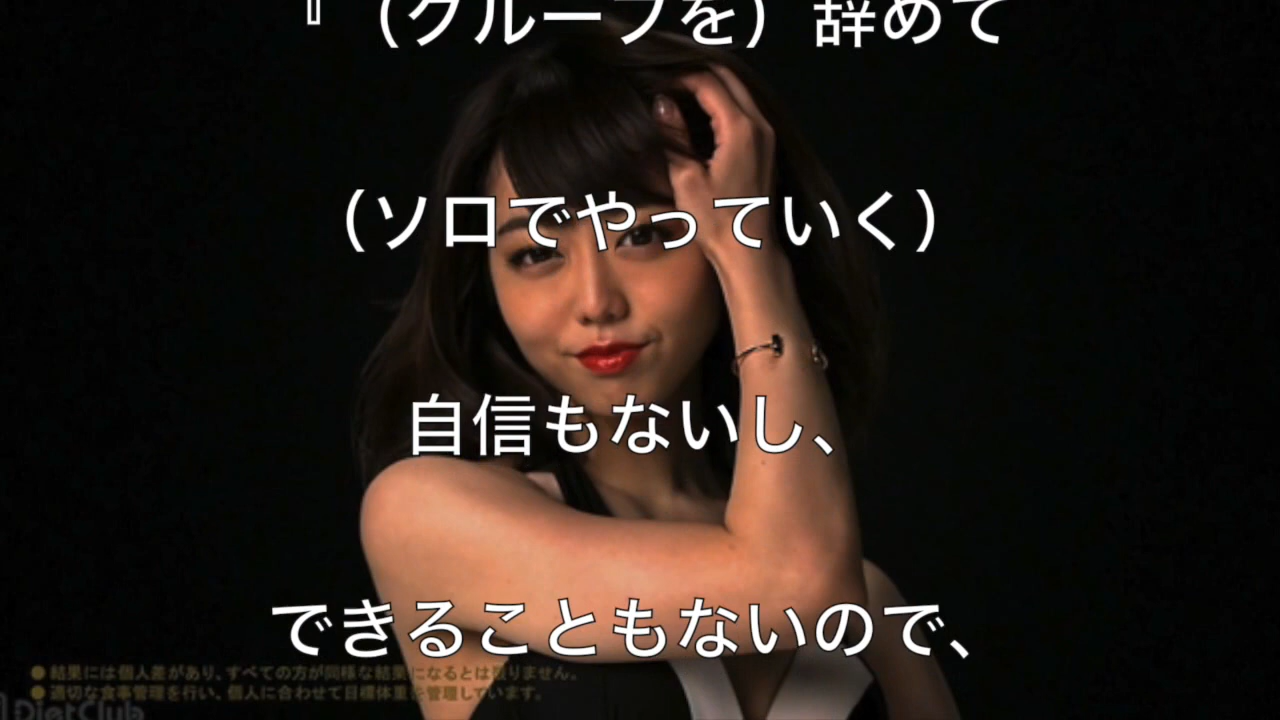 『（グループを）辞めて
（ソロでやっていく）
自信もないし、
できることもないので、
●結果には個人差があり、すべての方が同様な結果になるとは限りません。
●適切な食事管理を行い、個人に合わせて目標体重を管理しています。
DietClub